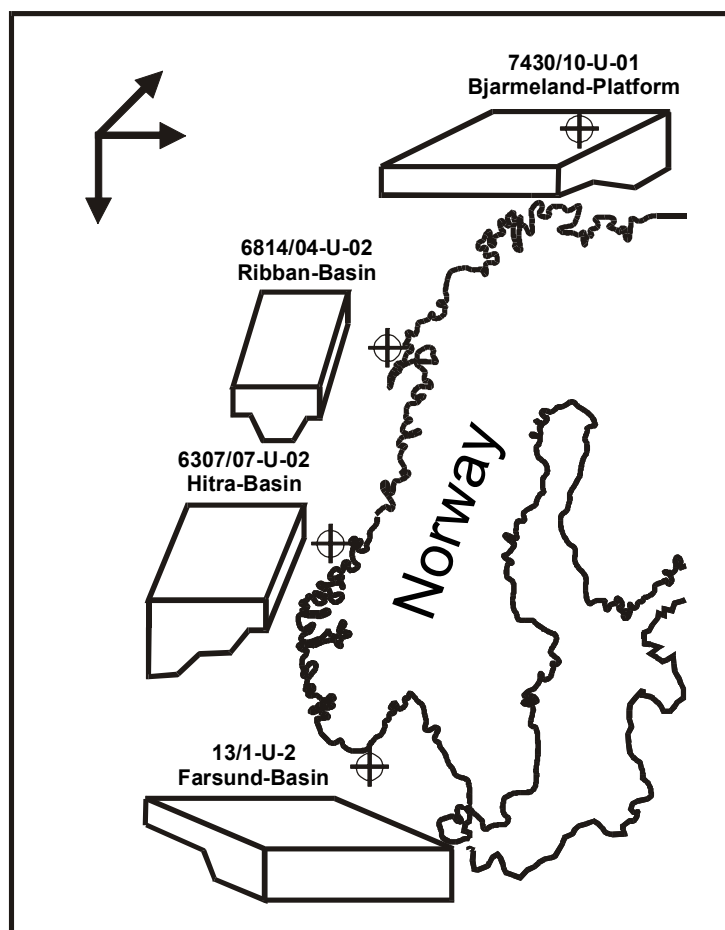 7430/10-U-01
Bjarmeland-Platform
6814/04-U-02
Ribban-Basin
6307/07-U-02
Hitra-Basin
Norway
13/1-U-2
Farsund-Basin